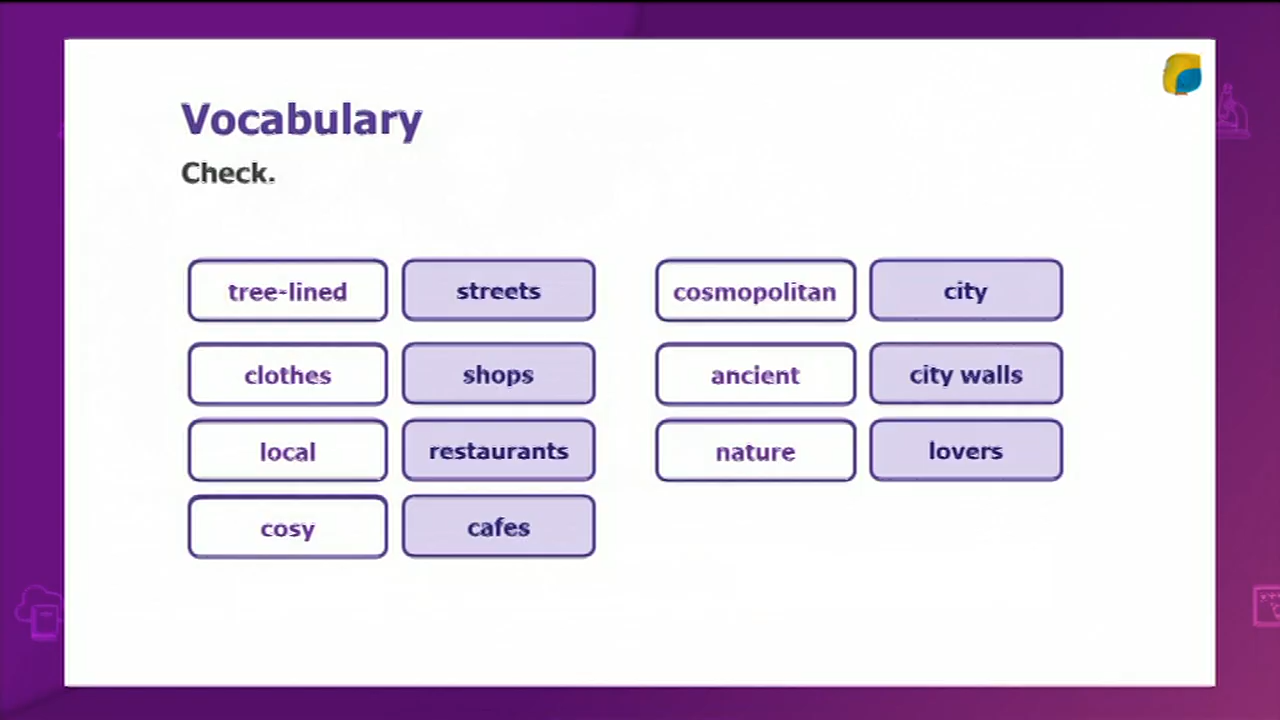 Vocabulary
Check.
tree-lined streets cosmopolitan city
clothes shops ancient city walls
local restaurants nature lovers
cosy cafes